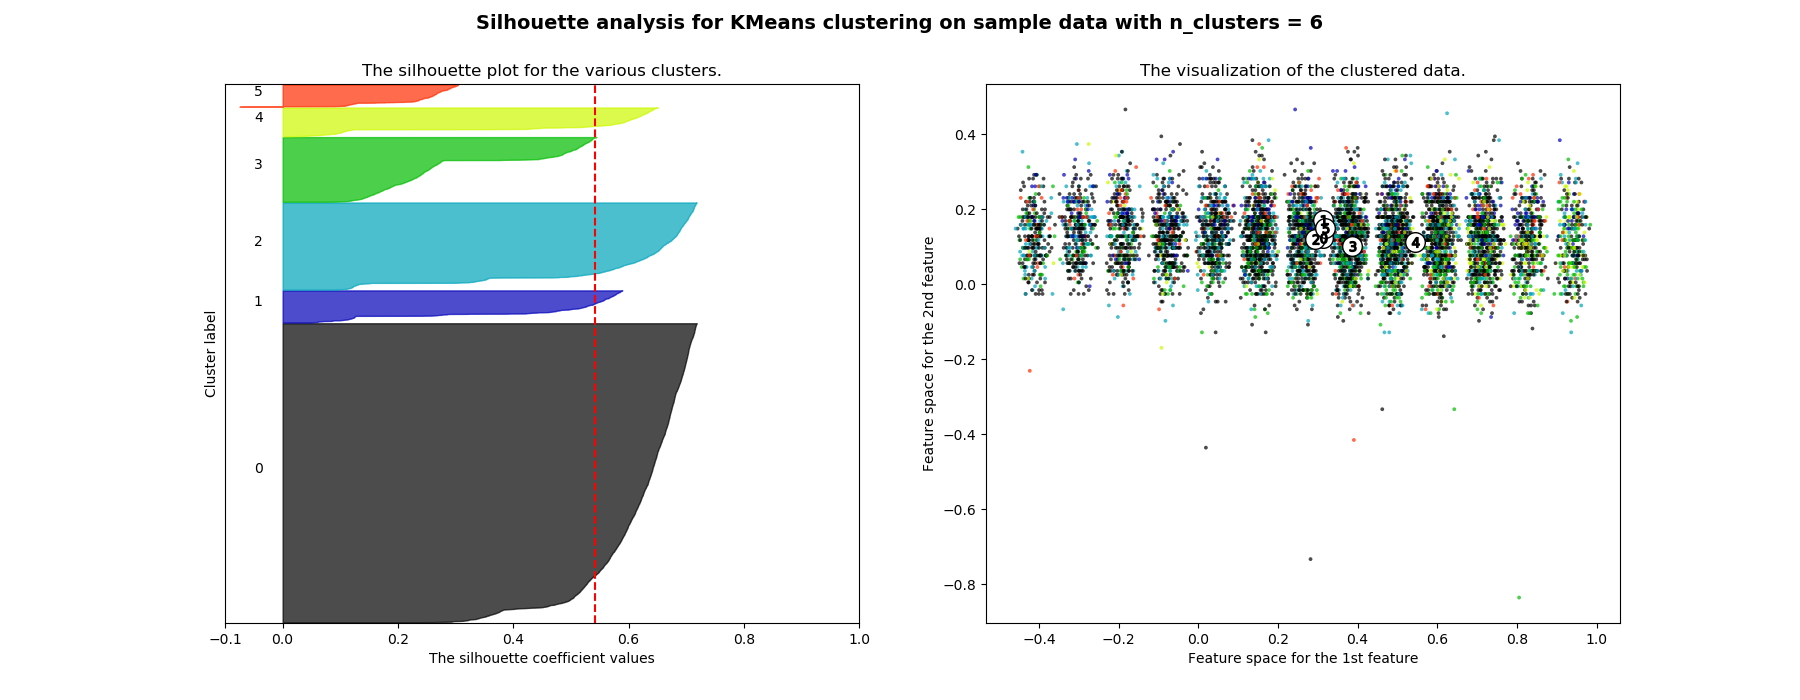 Silhouette analysis for KMeans clustering on sample data with n_clusters = 6
The silhouette plot for the various clusters.
Cluster label
5
4
3
2
1
0
−0.1 0.0 0.2 0.4 0.6 0.8 1.0
The silhouette coefficient values
The visualization of the clustered data.
Feature space for the 2nd feature
0.4
0.2
0.0
−0.2
−0.4
−0.6
−0.8
1
5
2 0 3 4
−0.4 −0.2 0.0 0.2 0.4 0.6 0.8 1.0
Feature space for the 1st feature